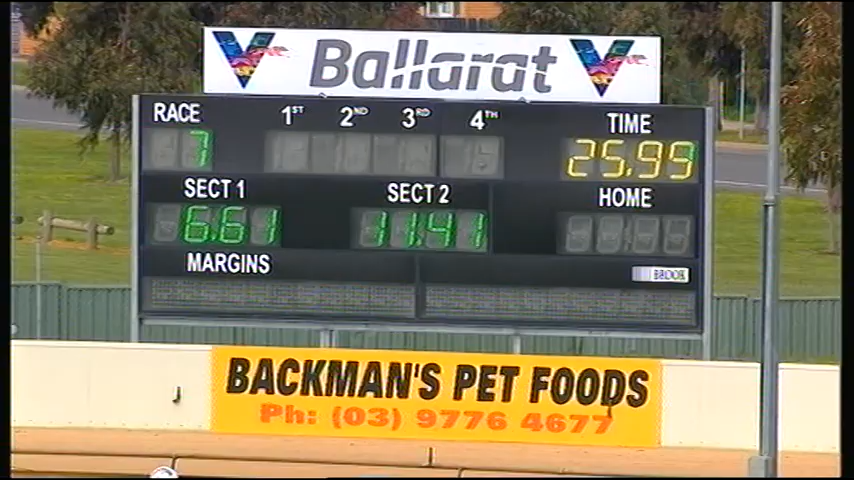 Ballarat
RACE 1ST 2ND 3RD 4TH TIME
7 25.99
SECT 1 SECT 2 HOME
6.61 11.41
MARGINS
BACKMAN'S PET FOODS
Ph: (03) 9776 4677